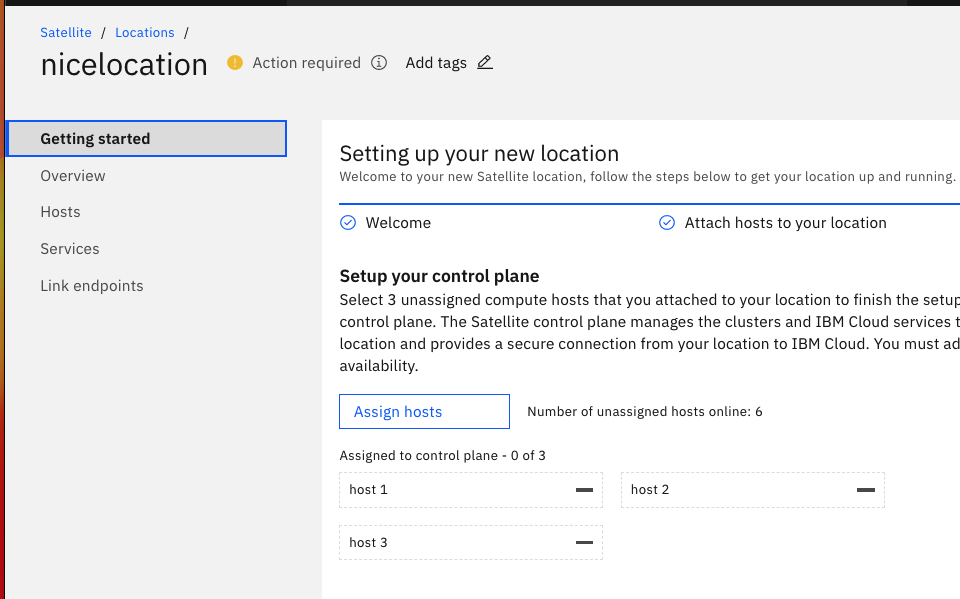 Satellite / Locations /
nicelocation Action required Add tags
Getting started
Overview
Hosts
Services
Link endpoints
Setting up your new location
Welcome to your new Satellite location, follow the steps below to get your location up and running.
Welcome Attach hosts to your location
Setup your control plane
Select 3 unassigned compute hosts that you attached to your location to finish the setup
control plane. The Satellite control plane manages the clusters and IBM Cloud services
location and provides a secure connection from your location to IBM Cloud. You must
availability.
Assign hosts Number of unassigned hosts online: 6
Assigned to control plane - 0 of 3
host 1 host 2
host 3